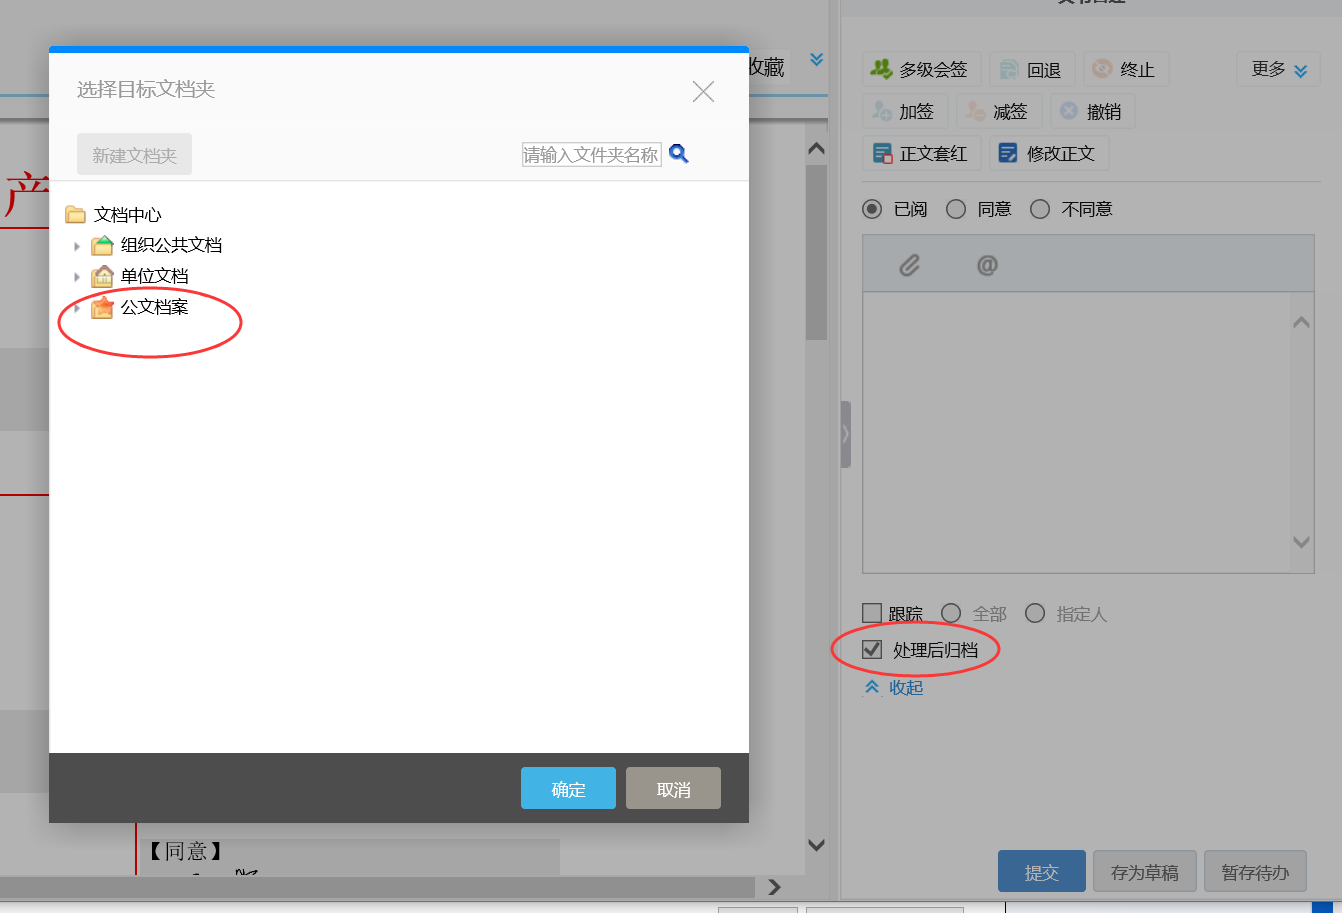 选择目标文档夹
新建文档夹
请输入文件夹名称
文档中心
组织公共文档
单位文档
公文档案
确定 取消
收藏
产
【同意】
多级会签 回退 终止 更多
加签 减签 撤销
正文套红 修改正文
已阅 同意 不同意
@
跟踪 全部 指定人
处理后归档
收起
提交 存为草稿 暂存待办